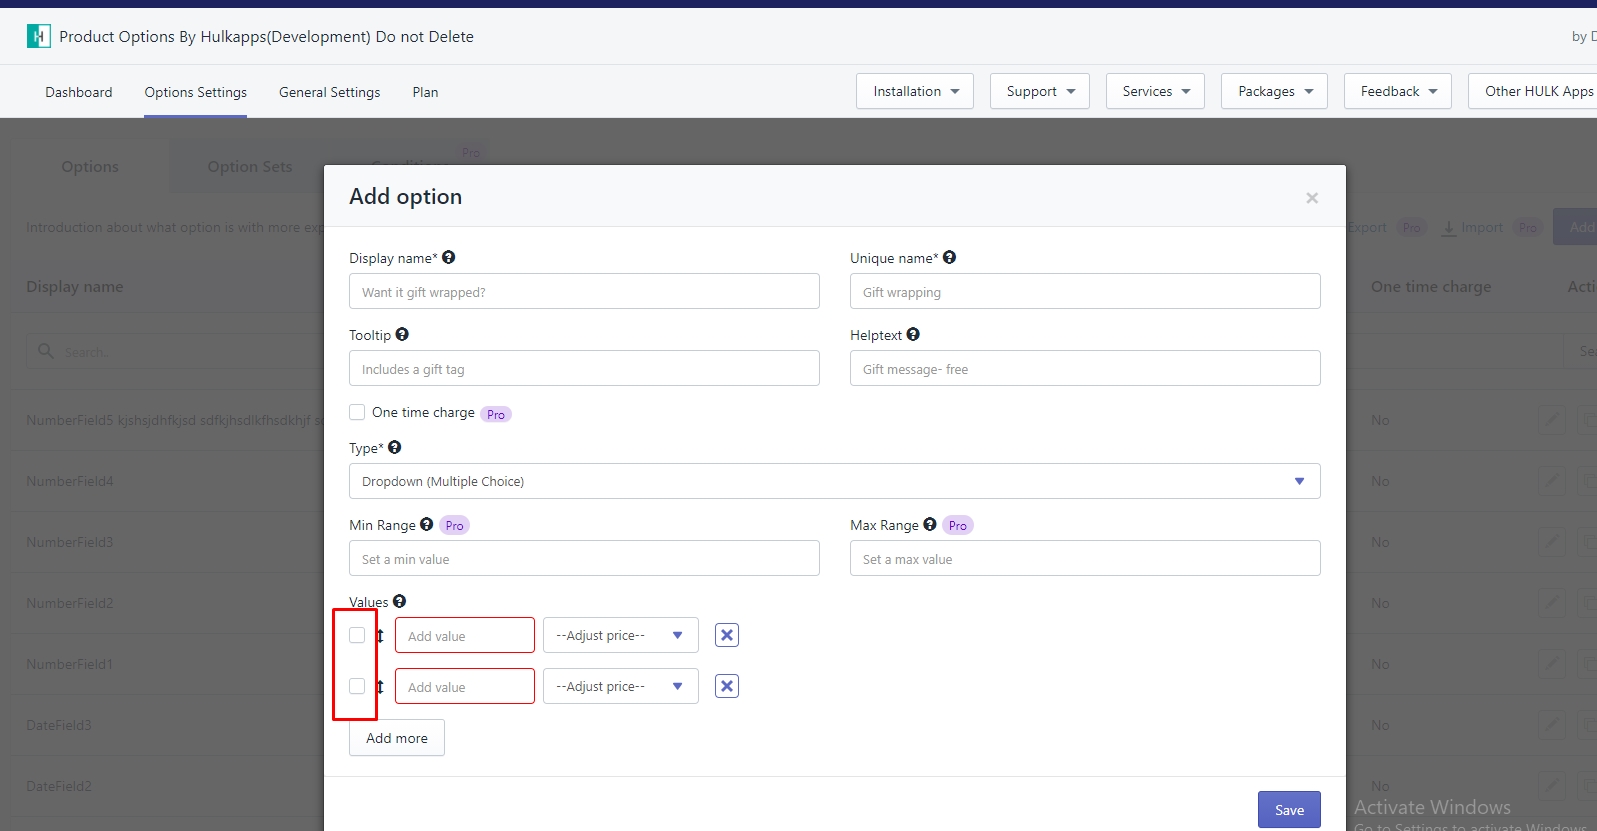 Product Options By Hulkapps(Development) Do not Delete
by D
Dashboard Options Settings General Settings Plan
Installation Support Services Packages Feedback Other HULK Apps
Options Option Sets Conditions Pro
Add option
Introduction about what option is with more exp
Export Pro Import Pro Add
Display name* Unique name*
Want it gift wrapped? Gift wrapping
Display name One time charge Acti
Tooltip Helptext
Search.. Sea
Includes a gift tag Gift message- free
One time charge Pro
NumberField5 kjshsjdhfkjsd sdfkjhsdlkfhsdkhjf No
Type*
Dropdown (Multiple Choice)
NumberField4 No
Min Range Pro Max Range Pro
NumberField3 No
Set a min value Set a max value
Values
NumberField2 No
Add value --Adjust price--
NumberField1 No
Add value --Adjust price--
DateField3 No
Add more
DateField2 No
Save
Activate Windows
Go to Settings to activate Windows.